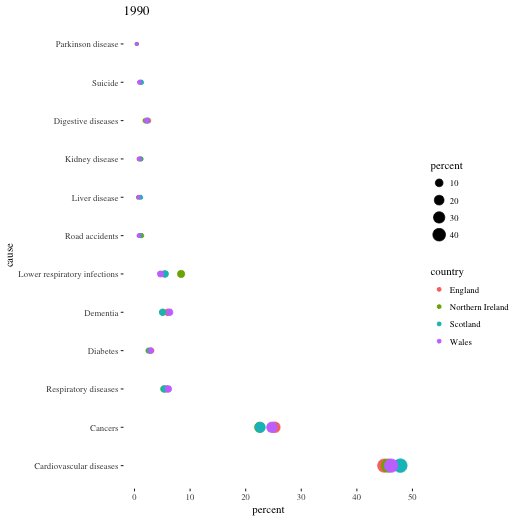 1990
Parkinson disease
Suicide
Digestive diseases
Kidney disease
Liver disease
Road accidents
Lower respiratory infections
Dementia
Diabetes
Respiratory diseases
Cancers
Cardiovascular diseases
cause
0 10 20 30 40 50
percent
percent
10
20
30
40
country
England
Northern Ireland
Scotland
Wales